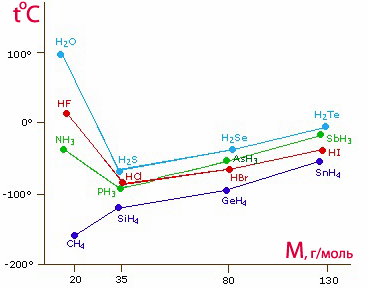 t°C
100°
0°
-100°
-200°
H₂O
HF
NH₃
CH₄
H₂S
HCl
PH₃
SiH₄
H₂Se
AsH₃
HBr
GeH₄
H₂Te
SbH₃
HI
SnH₄
20 35 80 130
M, г/моль